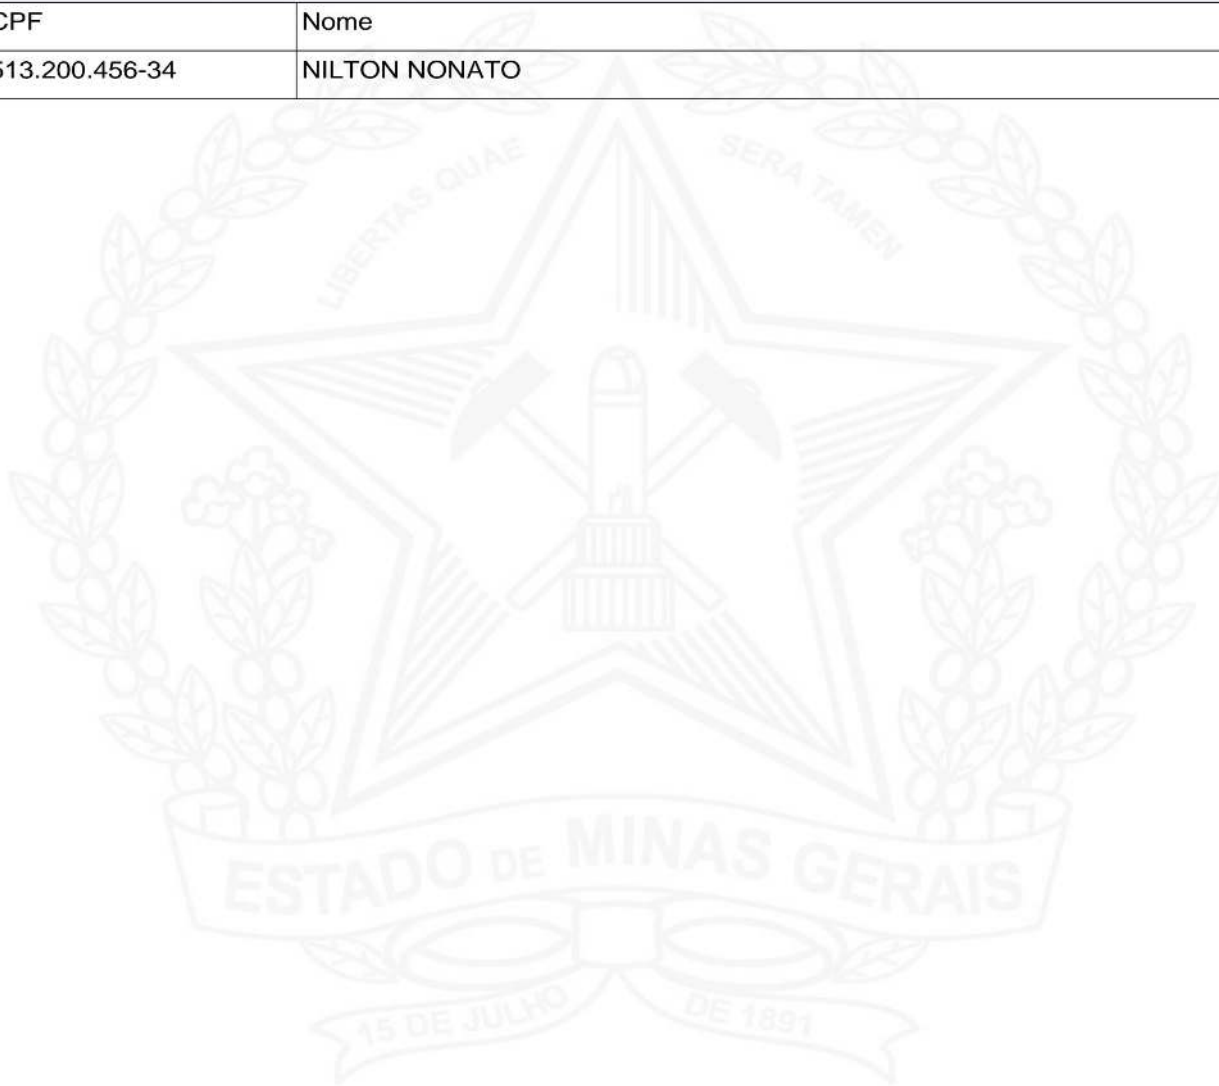 CPF Nome
513.200.456-34 NILTON NONATO
LIBERTAS QUAE SERA TAMEN
ESTADO DE MINAS GERAIS
15 DE JULHO DE 1891